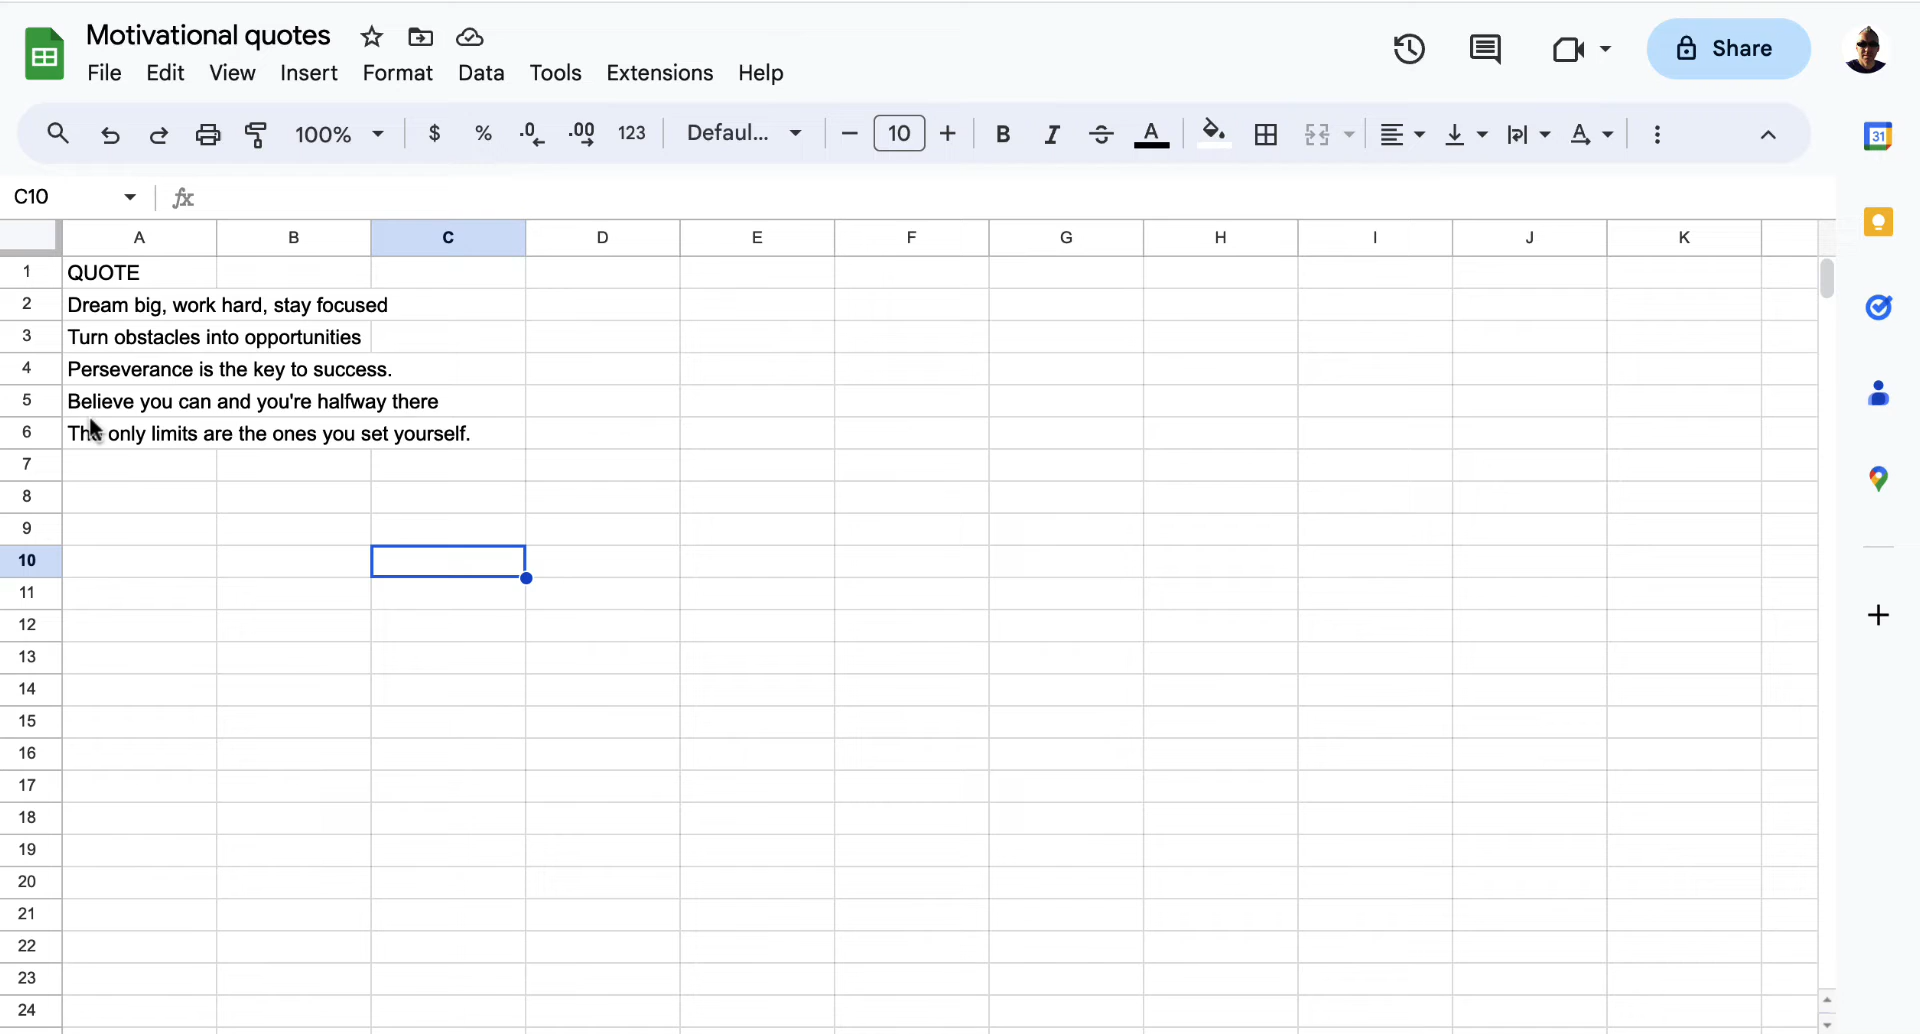 Motivational quotes
File Edit View Insert Format Data Tools Extensions Help
Share
100% $ % .0 .00 123 Defaul... 10 B I A A
31
C10 fx
A B C D E F G H I J K
1 QUOTE
2 Dream big, work hard, stay focused
3 Turn obstacles into opportunities
4 Perseverance is the key to success.
5 Believe you can and you're halfway there
6 The only limits are the ones you set yourself.
7
8
9
10
11
12
13
14
15
16
17
18
19
20
21
22
23
24